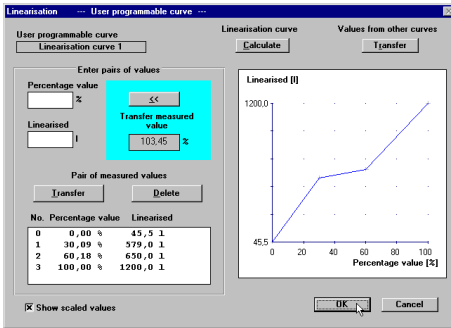 Linearisation --- User programmable curve ---
User programmable curve
Linearisation curve 1
Linearisation curve
Calculate
Values from other curves
Transfer
Enter pairs of values
Percentage value
%
Linearised
l
<<
Transfer measured
value
103,45 %
Pair of measured values
Transfer Delete
No. Percentage value Linearised
0 0,00 % 45,5 l
1 30,09 % 579,0 l
2 60,18 % 650,0 l
3 100,00 % 1200,0 l
Show scaled values
Linearised [l]
1200,0
45,5
0 20 40 60 80 100
Percentage value [%]
OK Cancel